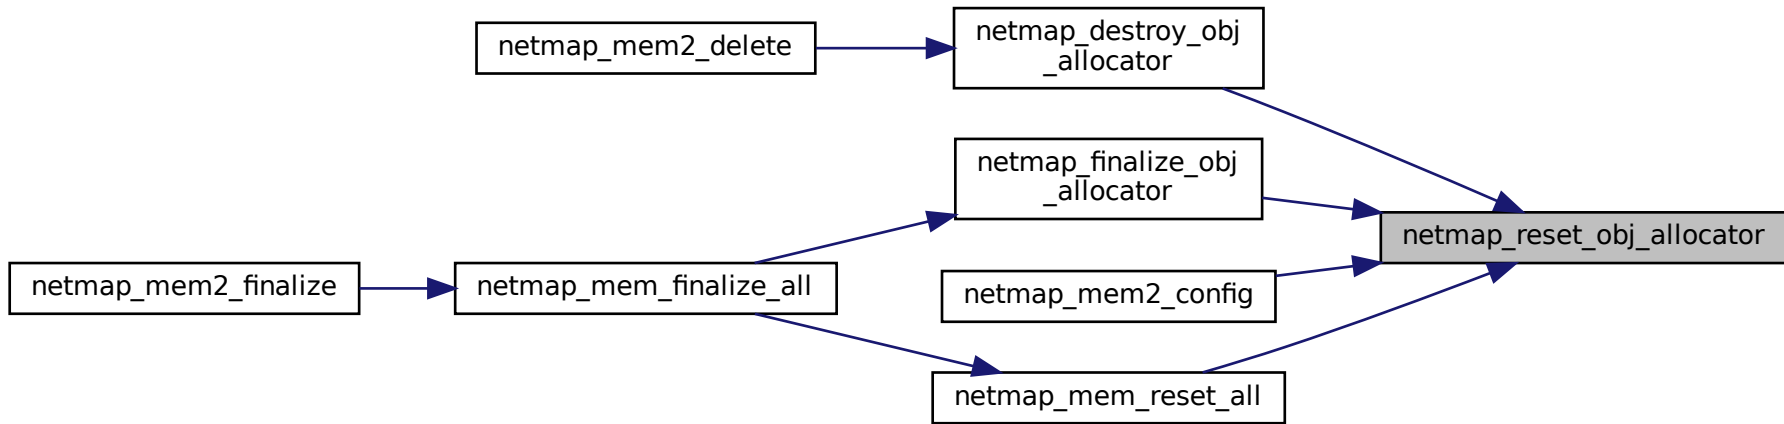 netmap_mem2_delete
netmap_destroy_obj
_allocator
netmap_finalize_obj
_allocator
netmap_reset_obj_allocator
netmap_mem2_finalize
netmap_mem_finalize_all
netmap_mem2_config
netmap_mem_reset_all